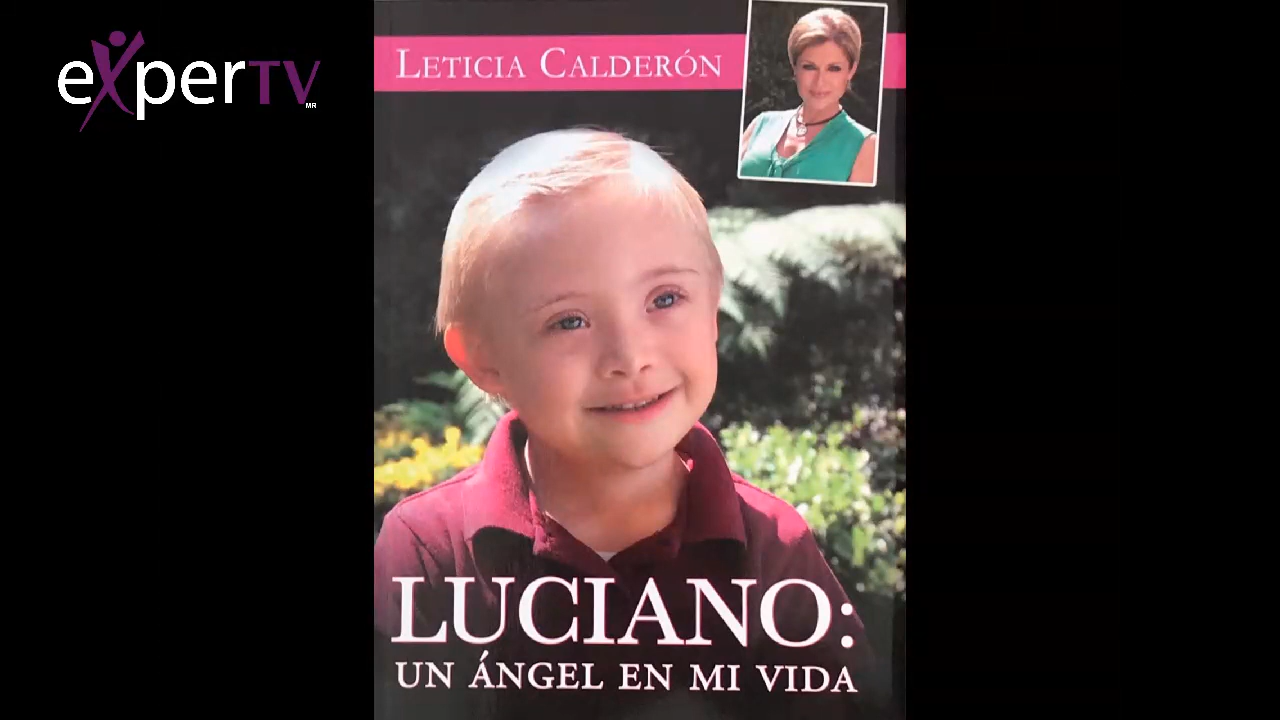 eXperTV
MR
LETICIA CALDERÓN
LUCIANO:
UN ÁNGEL EN MI VIDA